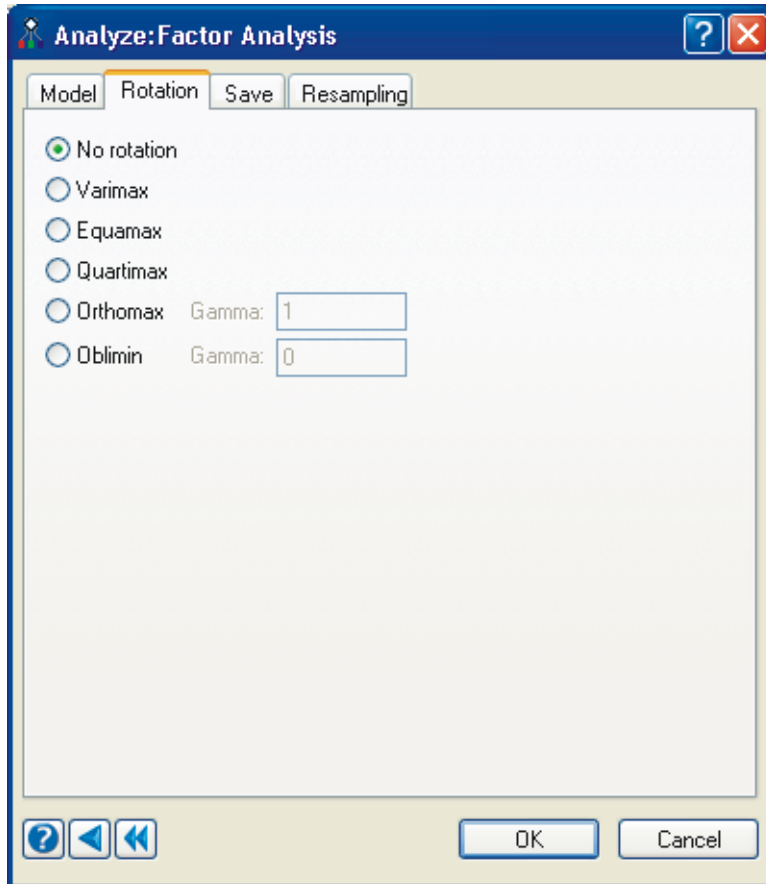 Analyze:Factor Analysis
Model Rotation Save Resampling
No rotation
Varimax
Equamax
Quartimax
Orthomax Gamma: 1
Oblimin Gamma: 0
OK Cancel